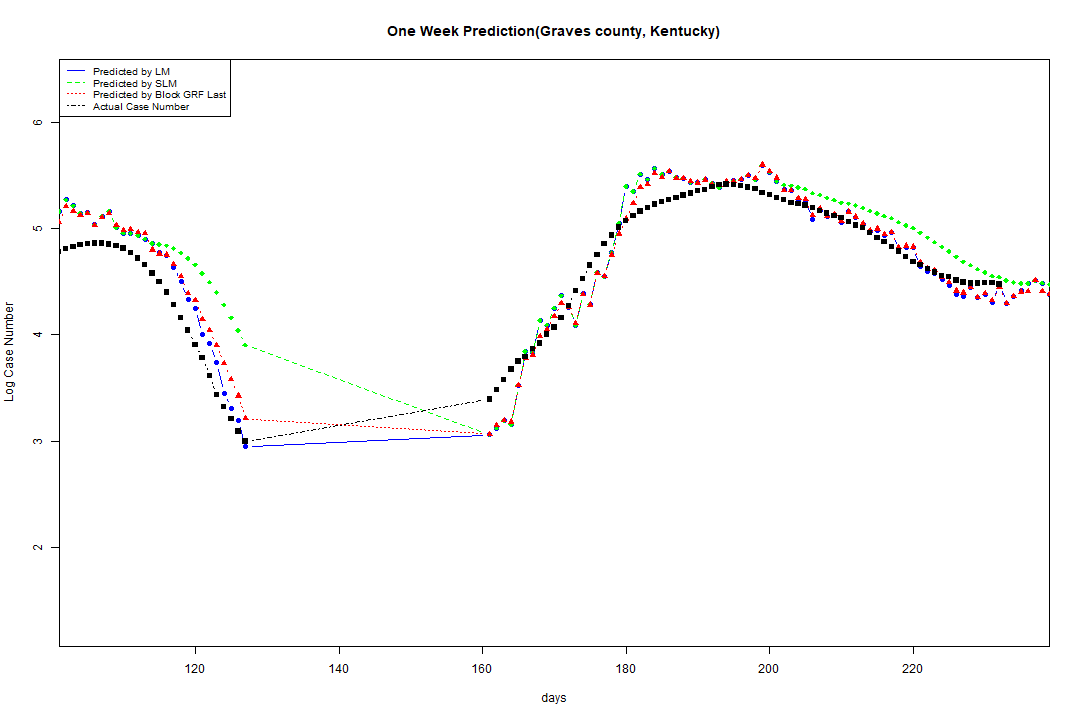 One Week Prediction(Graves county, Kentucky)
Predicted by LM
Predicted by SLM
Predicted by Block GRF Last
Actual Case Number
Log Case Number
6
5
4
3
2
120 140 160 180 200 220
days